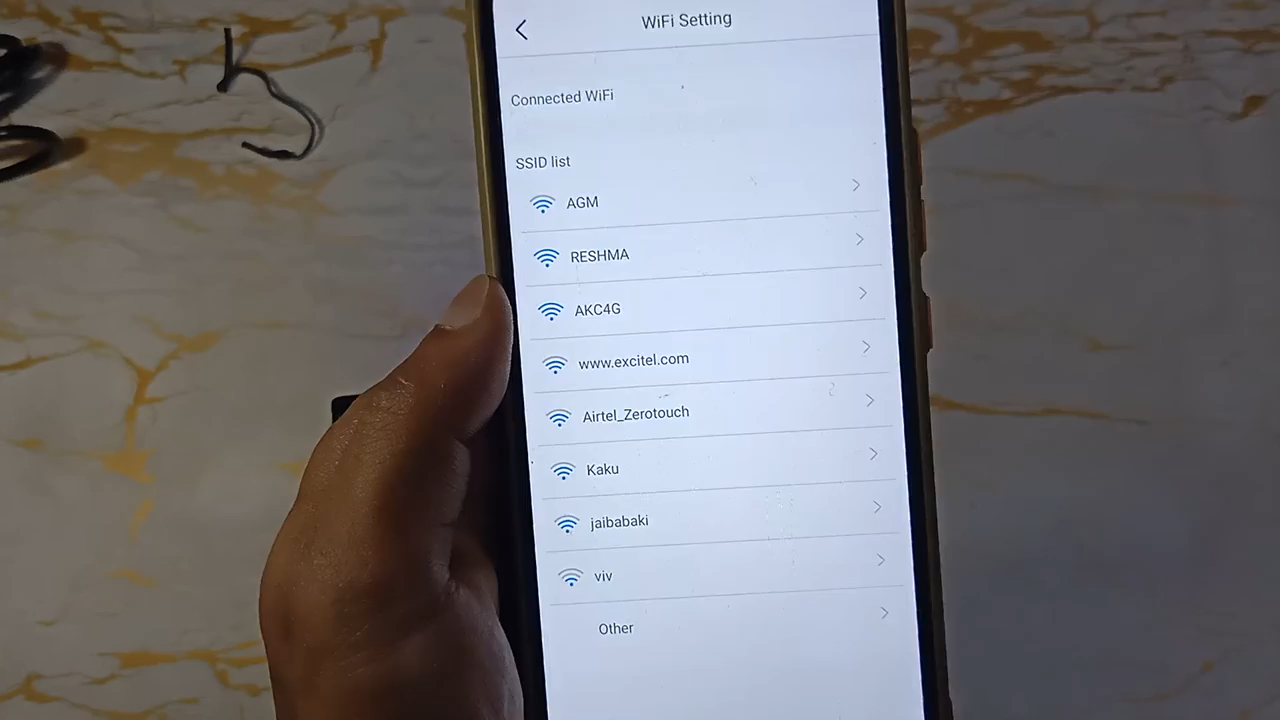 WiFi Setting
Connected WiFi
SSID list
AGM
RESHMA
AKC4G
www.excitel.com
Airtel_Zerotouch
Kaku
jaibabaki
viv
Other